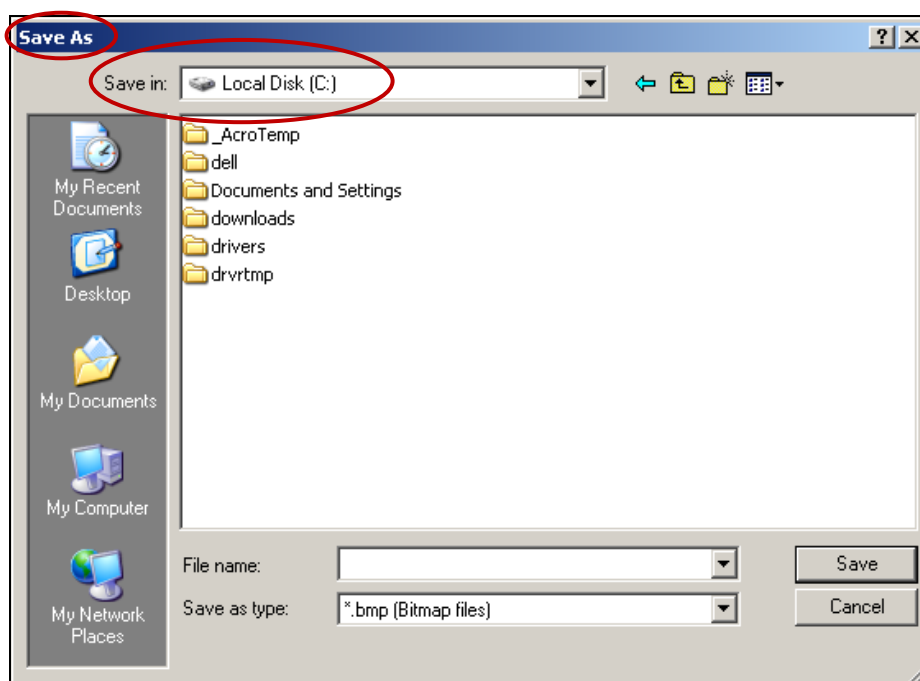 Save As
Save in: Local Disk (C:)
My Recent
Documents
Desktop
My Documents
My Computer
My Network
Places
_AcroTemp
dell
Documents and Settings
downloads
drivers
drvrtmp
File name:
Save
Save as type: *.bmp (Bitmap files)
Cancel